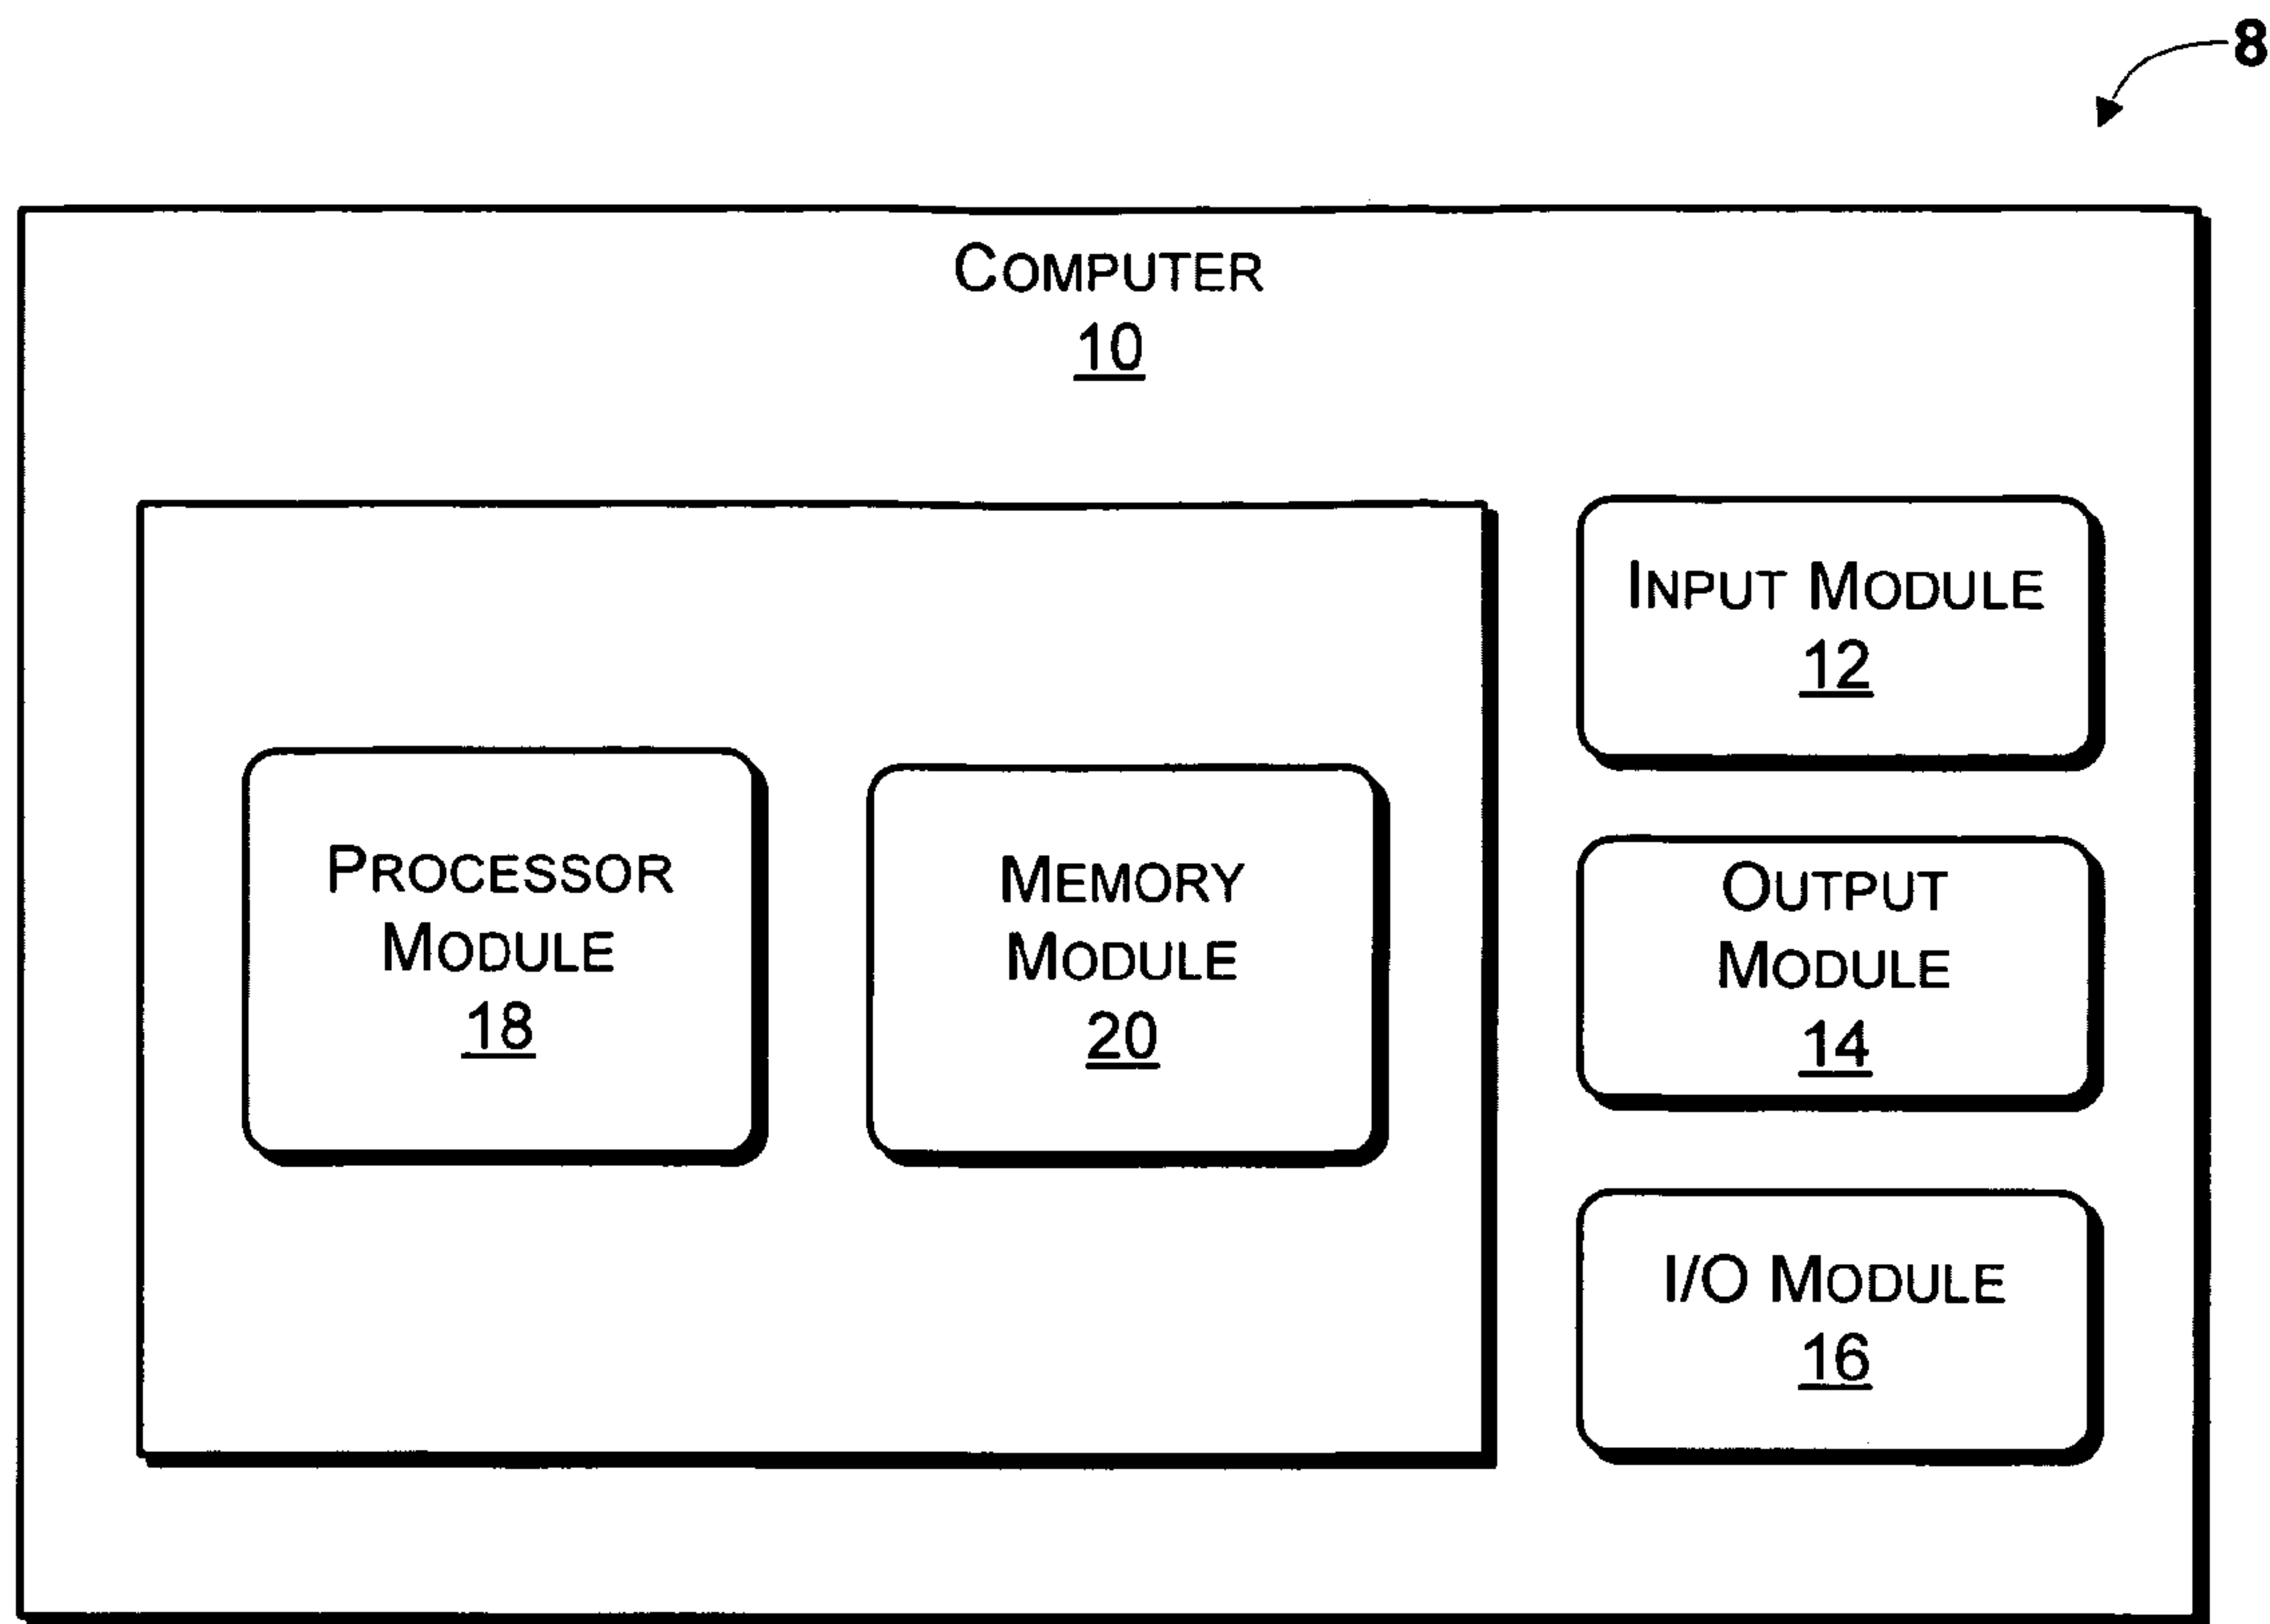 8
COMPUTER
10
INPUT MODULE
12
PROCESSOR
MODULE
18
MEMORY
MODULE
20
OUTPUT
MODULE
14
I/O MODULE
16